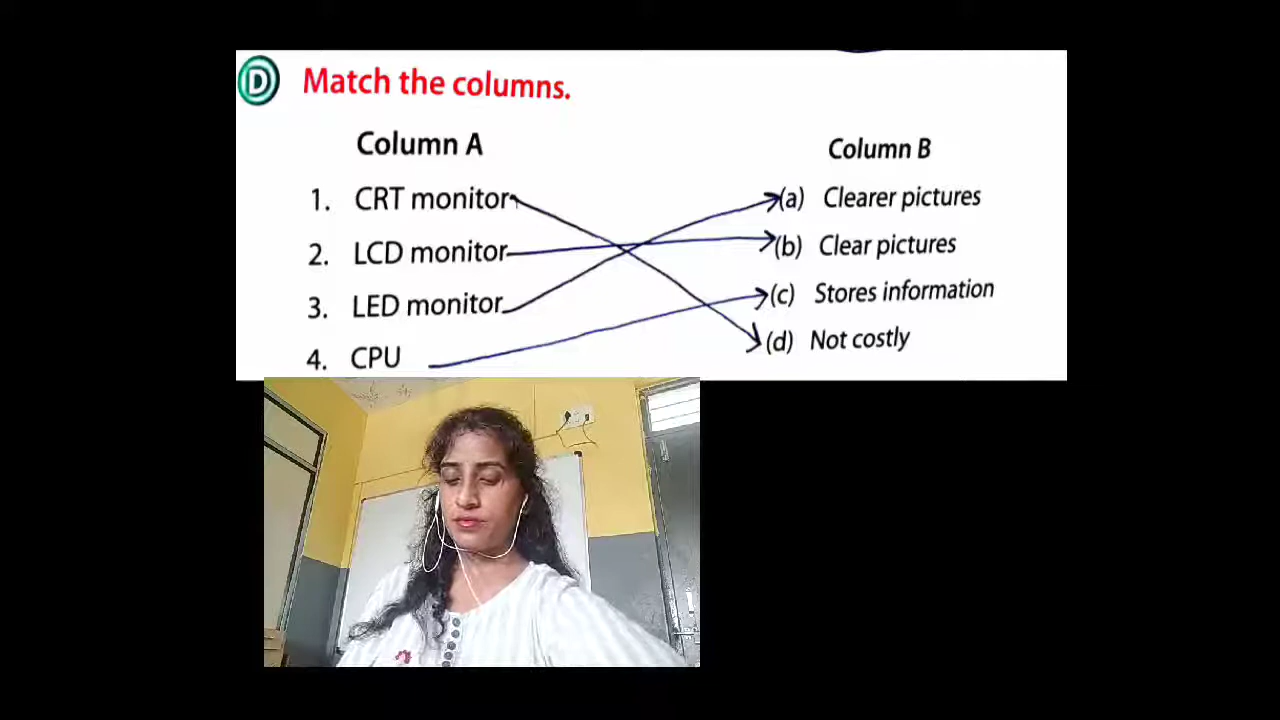 D Match the columns.
Column A Column B
1. CRT monitor (a) Clearer pictures
2. LCD monitor (b) Clear pictures
3. LED monitor (c) Stores information
4. CPU (d) Not costly